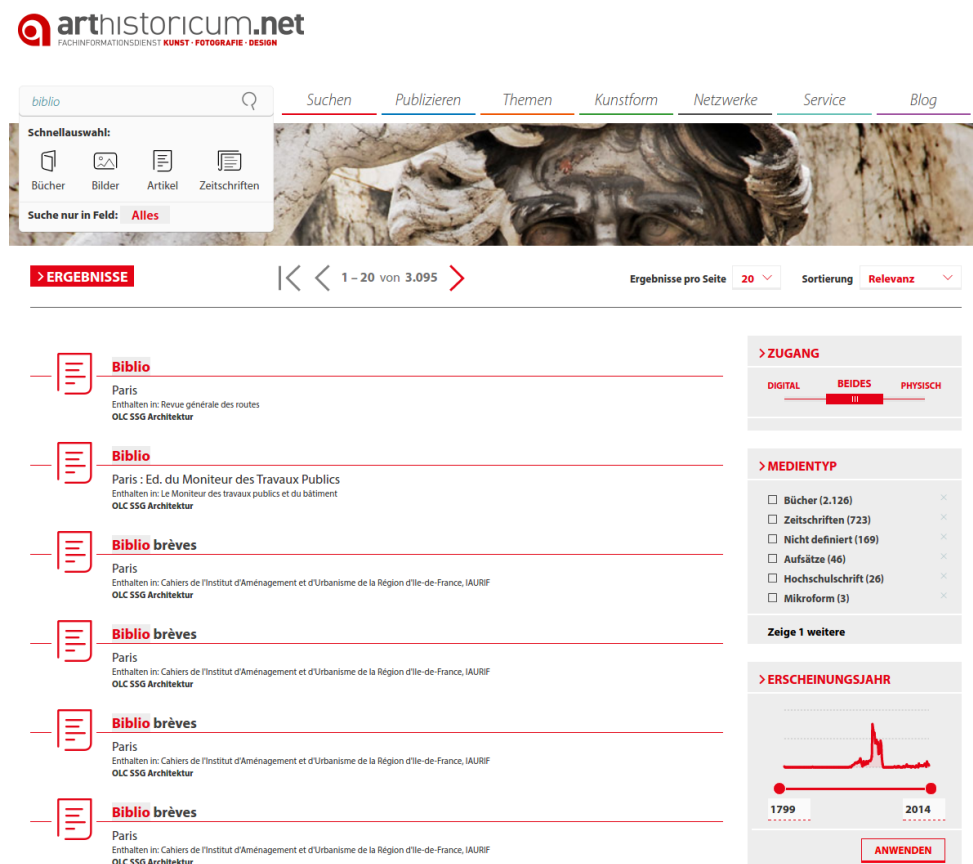 arthistoricum.net
FACHINFORMATIONSDIENST KUNST · FOTOGRAFIE · DESIGN
biblio
Suchen Publizieren Themen Kunstform Netzwerke Service Blog
Schnellauswahl:
Bücher Bilder Artikel Zeitschriften
Suche nur in Feld: Alles
ERGEBNISSE
1 – 20 von 3.095
Ergebnisse pro Seite 20
Sortierung Relevanz
Biblio
Paris
Enthalten in: Revue générale des routes
OLC SSG Architektur
Biblio
Paris : Ed. du Moniteur des Travaux Publics
Enthalten in: Le Moniteur des travaux publics et du bâtiment
OLC SSG Architektur
Biblio brèves
Paris
Enthalten in: Cahiers de l'Institut d'Aménagement et d'Urbanisme de la Région d'Ile-de-France, IAURIF
OLC SSG Architektur
Biblio brèves
Paris
Enthalten in: Cahiers de l'Institut d'Aménagement et d'Urbanisme de la Région d'Ile-de-France, IAURIF
OLC SSG Architektur
Biblio brèves
Paris
Enthalten in: Cahiers de l'Institut d'Aménagement et d'Urbanisme de la Région d'Ile-de-France, IAURIF
OLC SSG Architektur
Biblio brèves
Paris
Enthalten in: Cahiers de l'Institut d'Aménagement et d'Urbanisme de la Région d'Ile-de-France, IAURIF
OLC SSG Architektur
ZUGANG
DIGITAL BEIDES PHYSISCH
MEDIENTYP
Bücher (2.126)
Zeitschriften (723)
Nicht definiert (169)
Aufsätze (46)
Hochschulschrift (26)
Mikroform (3)
Zeige 1 weitere
ERSCHEINUNGSJAHR
1799 2014
ANWENDEN